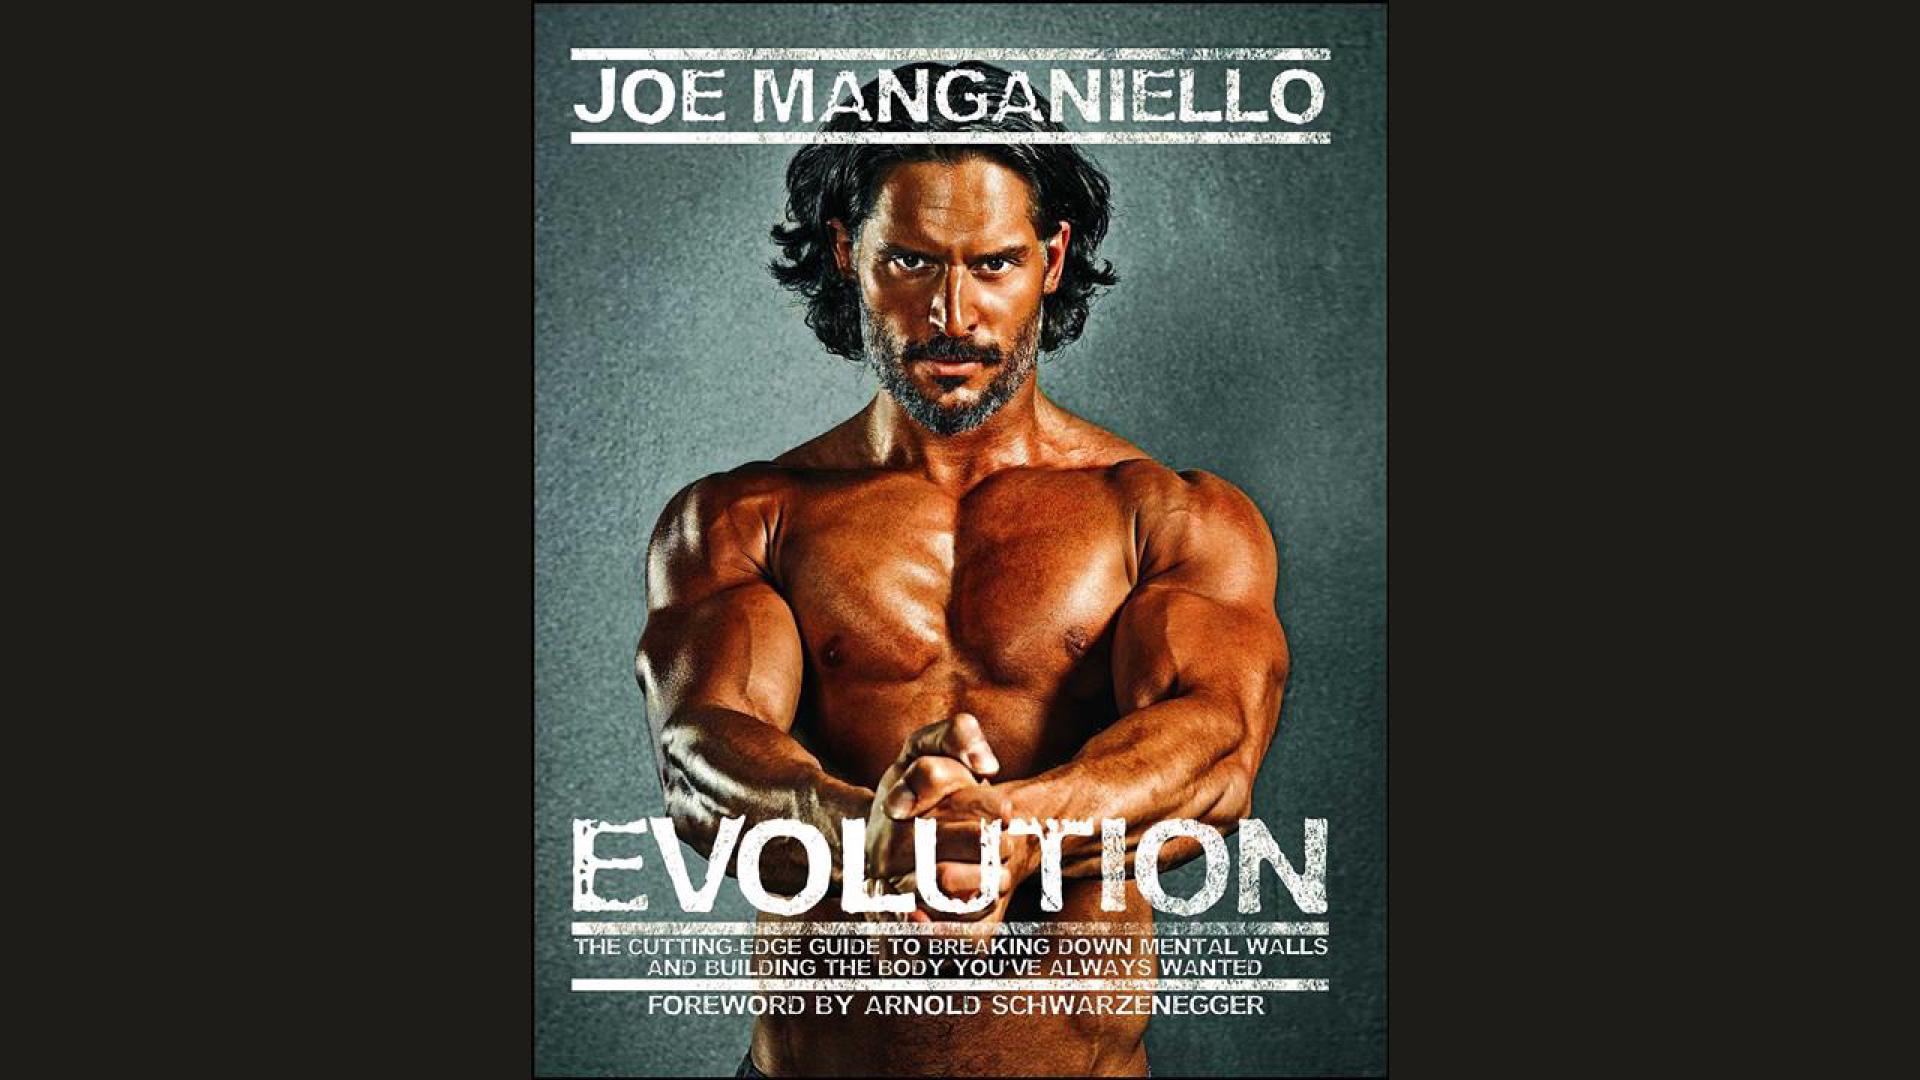 JOE MANGANIELLO
EVOLUTION
THE CUTTING-EDGE GUIDE TO BREAKING DOWN MENTAL WALLS
AND BUILDING THE BODY YOU'VE ALWAYS WANTED
FOREWORD BY ARNOLD SCHWARZENEGGER